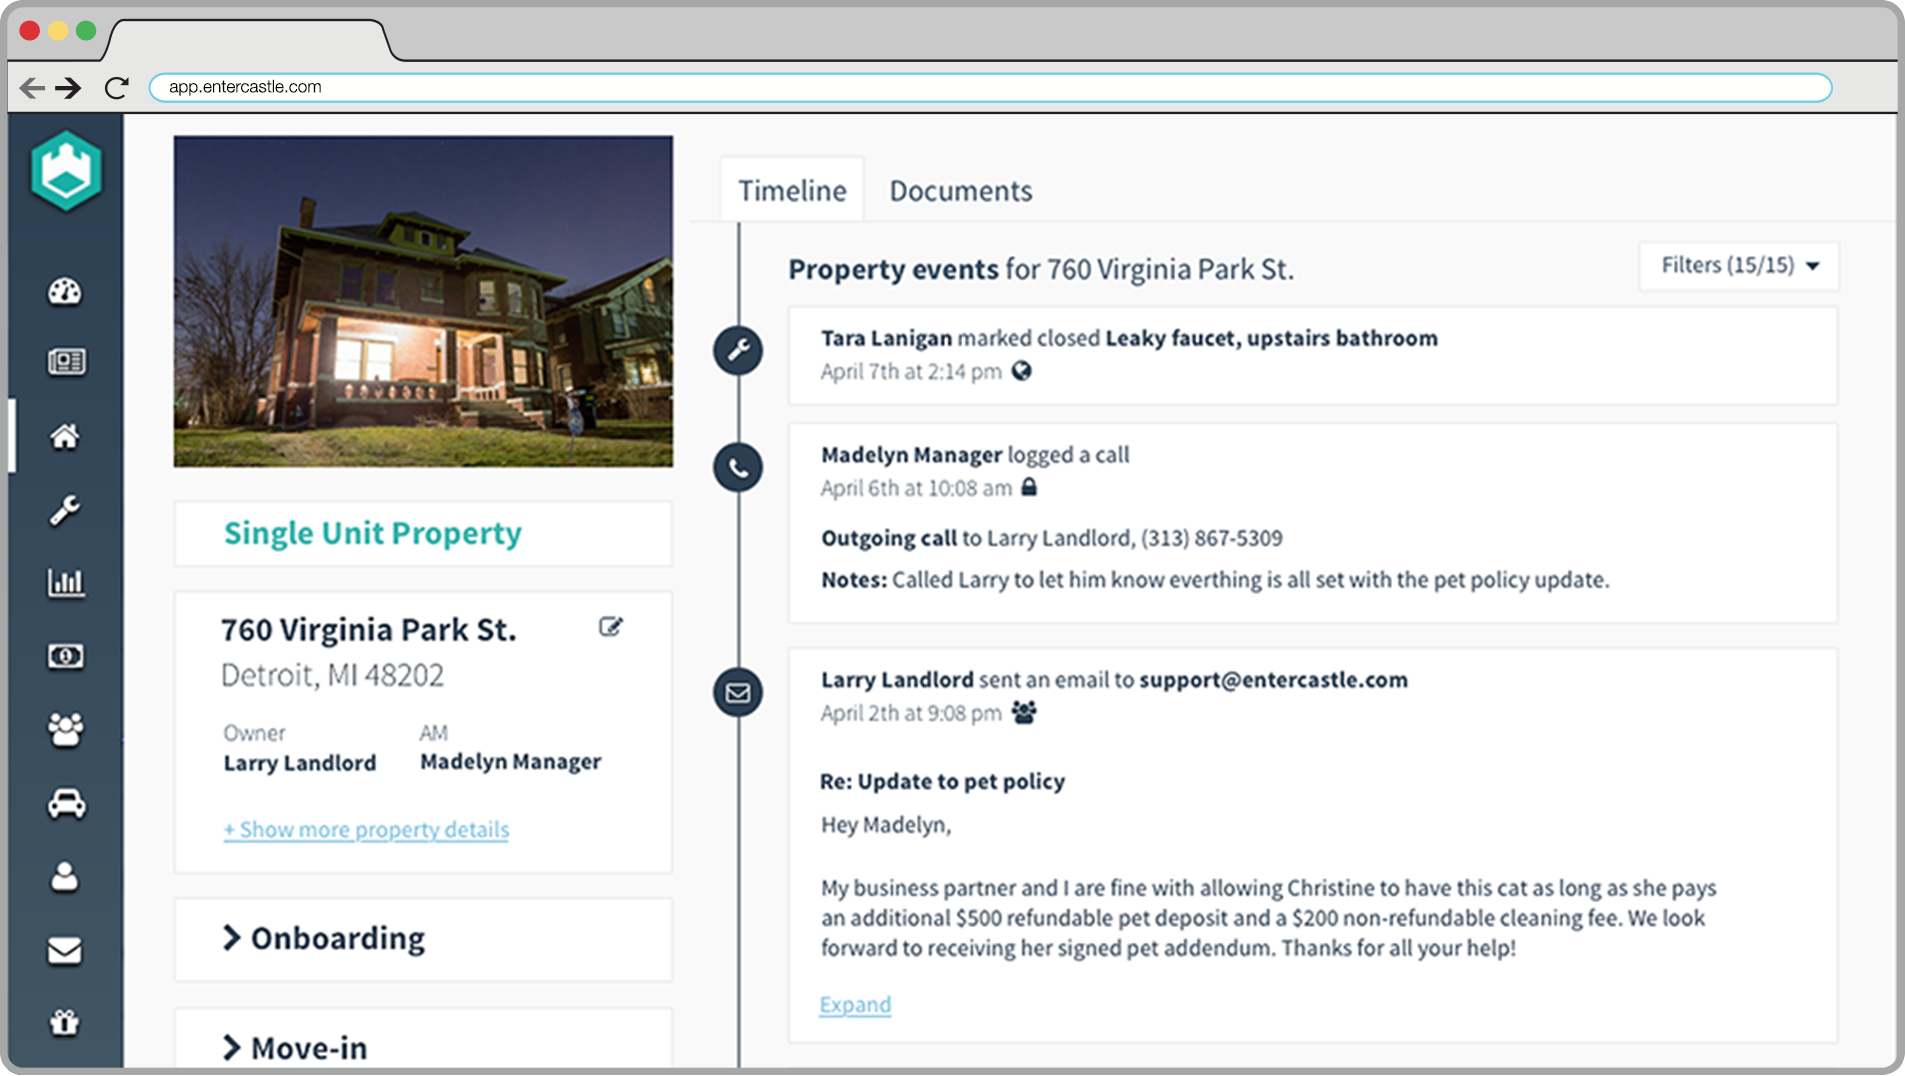 app.entercastle.com
Single Unit Property
760 Virginia Park St.
Detroit, MI 48202
Owner
Larry Landlord
AM
Madelyn Manager
+ Show more property details
Onboarding
Move-in
Timeline
Documents
Property events for 760 Virginia Park St.
Filters (15/15)
Tara Lanigan marked closed Leaky faucet, upstairs bathroom
April 7th at 2:14 pm
Madelyn Manager logged a call
April 6th at 10:08 am
Outgoing call to Larry Landlord, (313) 867-5309
Notes: Called Larry to let him know everthing is all set with the pet policy update.
Larry Landlord sent an email to support@entercastle.com
April 2th at 9:08 pm
Re: Update to pet policy
Hey Madelyn,
My business partner and I are fine with allowing Christine to have this cat as long as she pays
an additional $500 refundable pet deposit and a $200 non-refundable cleaning fee. We look
forward to receiving her signed pet addendum. Thanks for all your help!
Expand